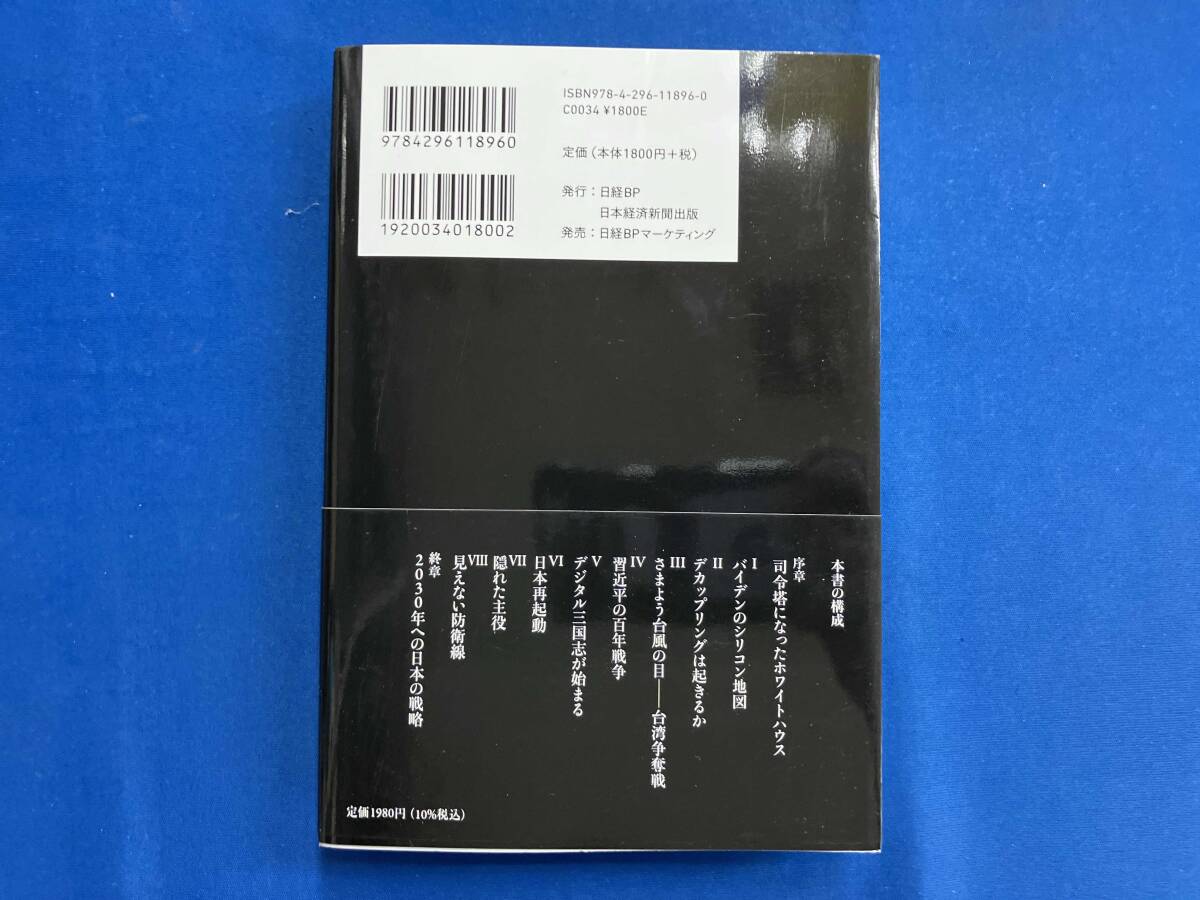 ISBN978-4-296-11896-0
C0034 ¥1800E
9784296118960
定価（本体1800円＋税）
発行：日経BP
日本経済新聞出版
1920034018002
発売：日経BPマーケティング
本書の構成
序章
司令塔になったホワイトハウス
I
バイデンのシリコン地図
II
デカップリングは起きるか
III
さまよう台風の目――台湾争奪戦
IV
習近平の百年戦争
V
デジタル三国志が始まる
VI
日本再起動
VII
隠れた主役
VIII
見えない防衛線
終章
2030年への日本の戦略
定価1980円（10%税込）